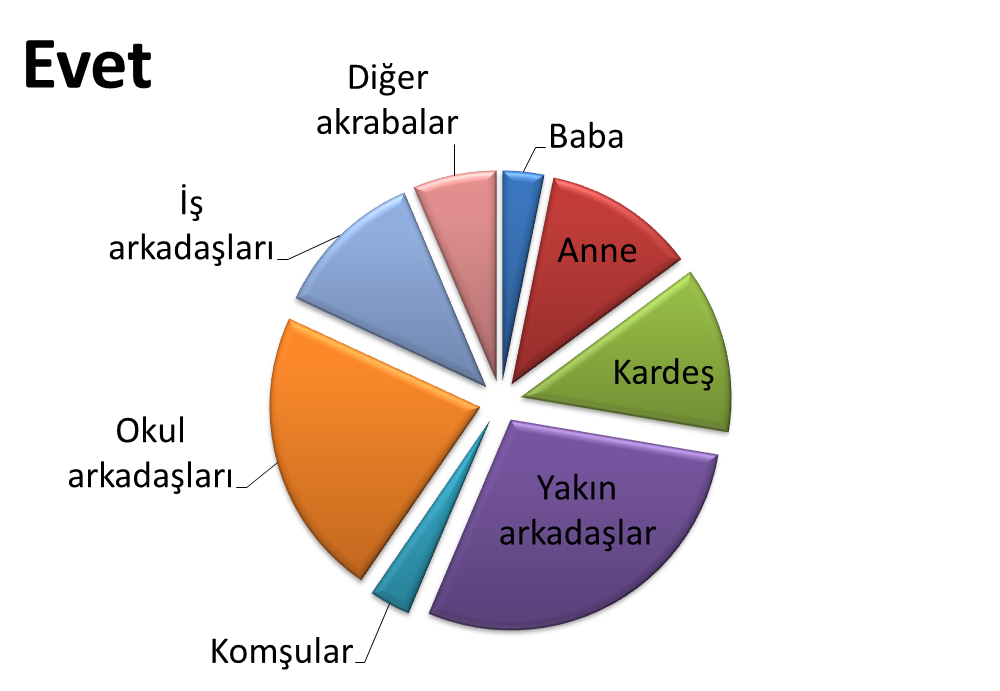 Evet
Diğer
akrabalar
Baba
Anne
Kardeş
Yakın
arkadaşlar
Komşular
Okul
arkadaşları
İş
arkadaşları